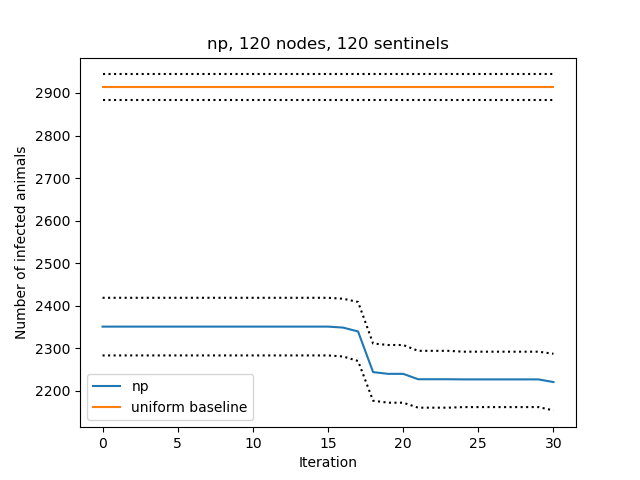 np, 120 nodes, 120 sentinels
Number of infected animals
2900
2800
2700
2600
2500
2400
2300
2200
np
uniform baseline
0 5 10 15 20 25 30
Iteration